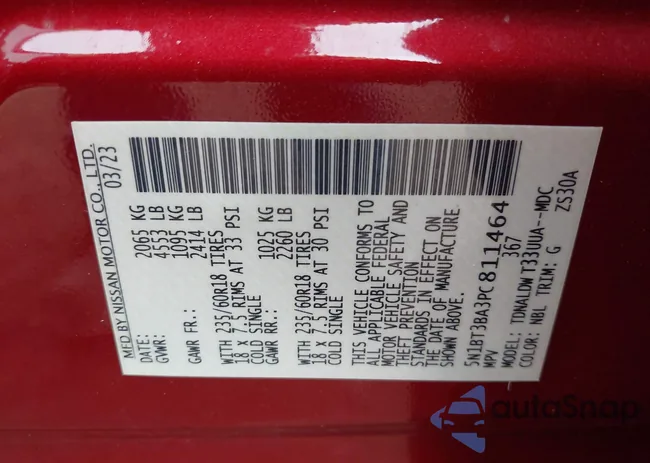 MFD BY NISSAN MOTOR CO., LTD.
DATE: 03/23
GVWR: 2065 KG
4553 LB
GAWR FR.: 1095 KG
2414 LB
235/60R18 TIRES
18 X 7.5 RIMS AT 33 PSI
COLD SINGLE
GAWR RR: 1025 KG
2260 LB
235/60R18 TIRES
18 X 7.5 RIMS AT 30 PSI
COLD SINGLE
THIS VEHICLE CONFORMS TO
ALL APPLICABLE FEDERAL
MOTOR VEHICLE SAFETY AND
THEFT PREVENTION
STANDARDS IN EFFECT ON
THE DATE OF MANUFACTURE
SHOWN ABOVE
5N1BT3BA3PC811464
MPV 367
MODEL: TDNALDWT33UUA--MDC
COLOR: NBL TRIM: G ZS30A
autoSnap